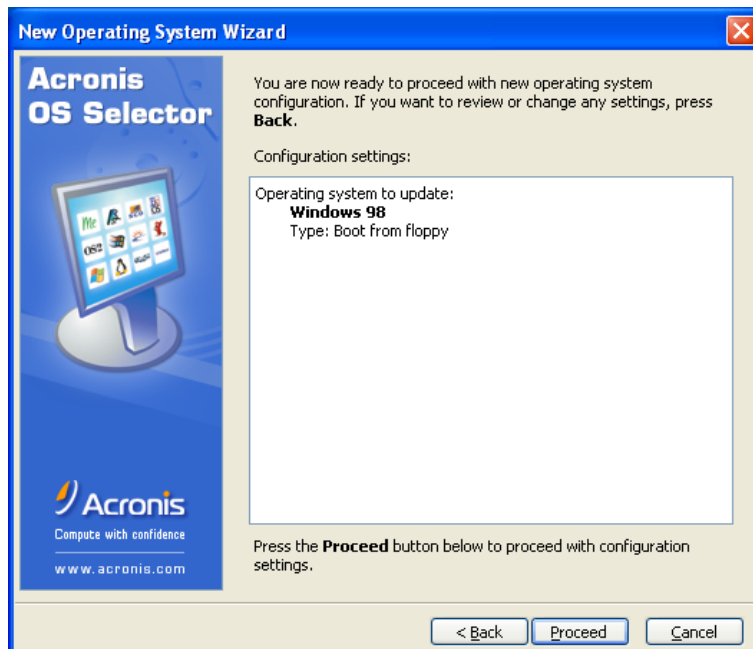 New Operating System Wizard
Acronis
OS Selector
Me
OS2
Acronis
Compute with confidence
www.acronis.com
You are now ready to proceed with new operating system
configuration. If you want to review or change any settings, press
Back.
Configuration settings:
Operating system to update:
Windows 98
Type: Boot from floppy
Press the Proceed button below to proceed with configuration
settings.
< Back
Proceed
Cancel